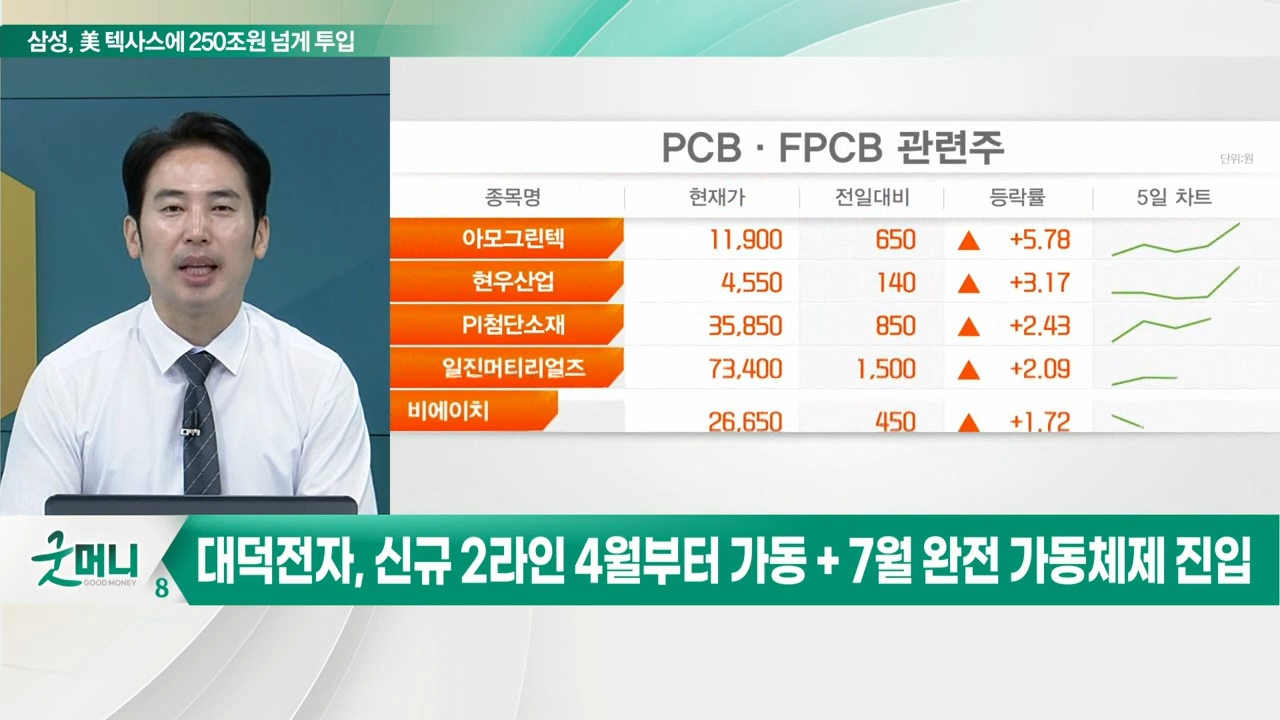 삼성, 美 텍사스에 250조원 넘게 투입
PCB · FPCB 관련주
단위:원
종목명 현재가 전일대비 등락률 5일 차트
아모그린텍 11,900 650 ▲ +5.78
현우산업 4,550 140 ▲ +3.17
PI첨단소재 35,850 850 ▲ +2.43
일진머티리얼즈 73,400 1,500 ▲ +2.09
비에이치 26,650 450 ▲ +1.72
굿머니
GOOD MONEY
8
대덕전자, 신규 2라인 4월부터 가동 + 7월 완전 가동체제 진입